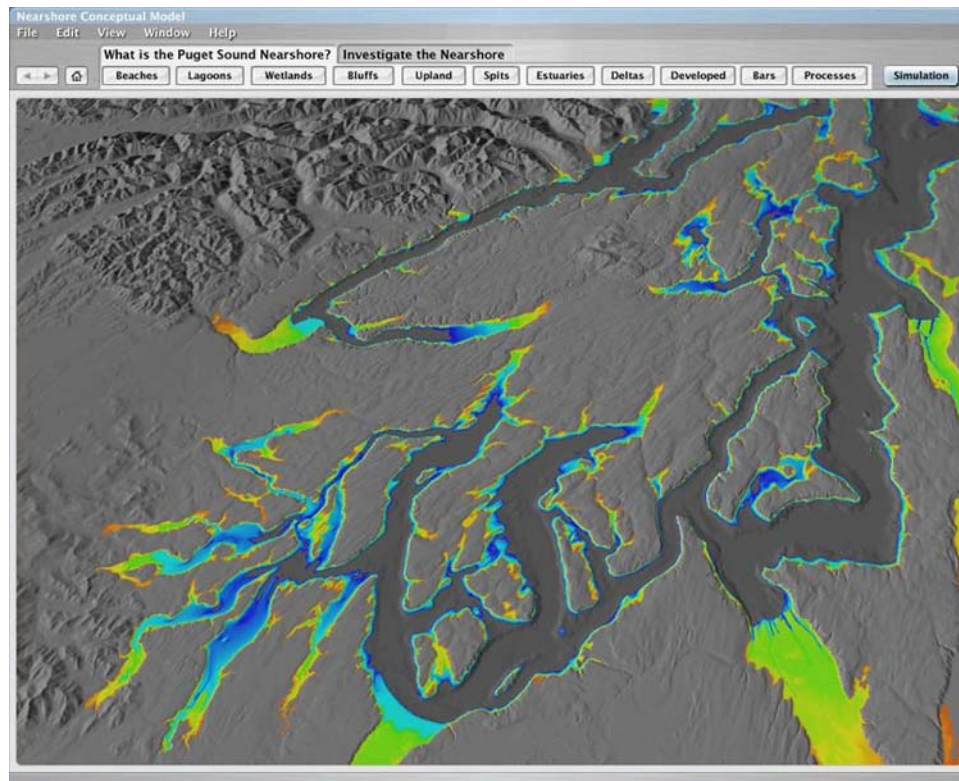 Nearshore Conceptual Model
File Edit View Window Help
What is the Puget Sound Nearshore? Investigate the Nearshore
Beaches Lagoons Wetlands Bluffs Upland Spits Estuaries Deltas Developed Bars Processes Simulation